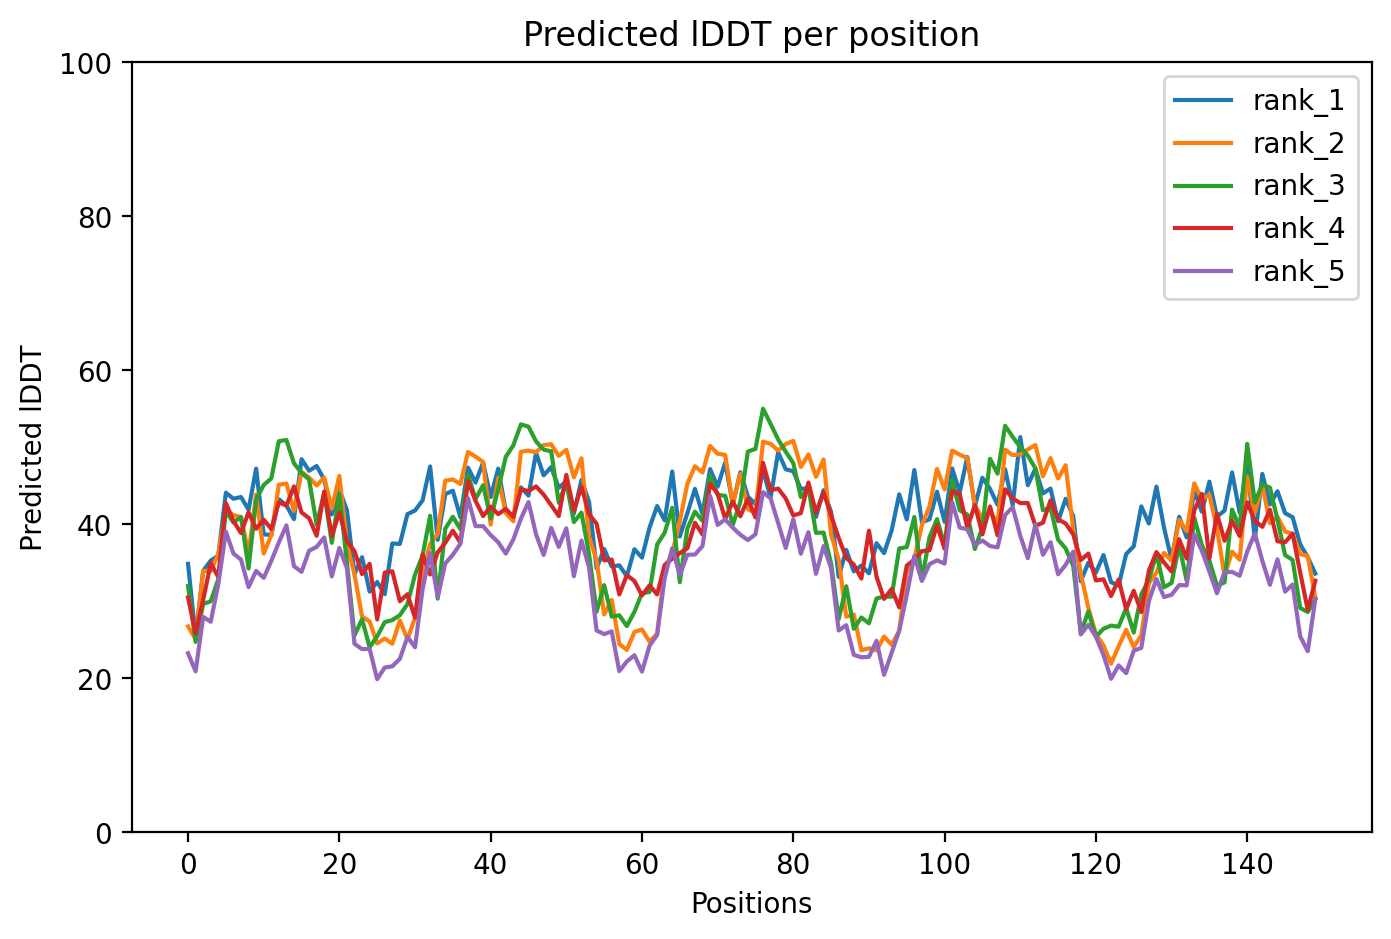 Predicted lDDT per position
Predicted lDDT
100
80
60
40
20
0
0 20 40 60 80 100 120 140
Positions
rank_1
rank_2
rank_3
rank_4
rank_5